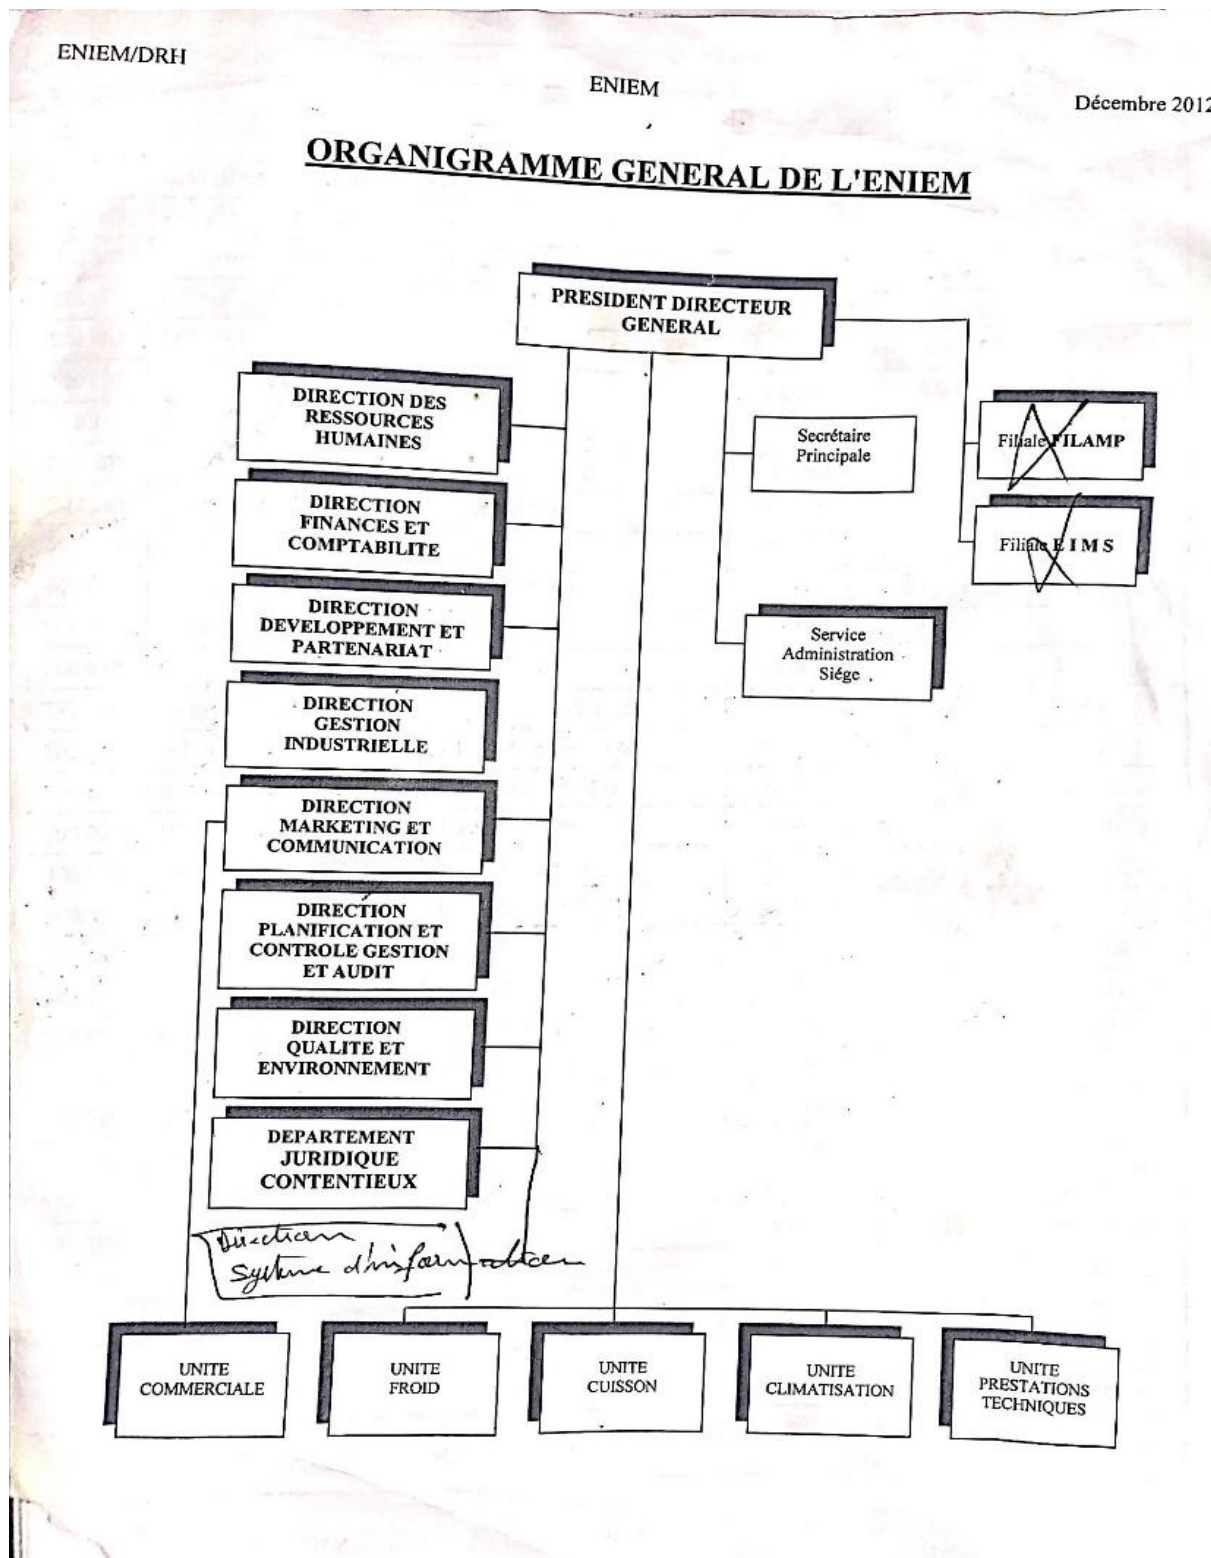 ENIEM/DRH
ENIEM
Décembre 2012
ORGANIGRAMME GENERAL DE L'ENIEM
PRESIDENT DIRECTEUR
GENERAL
DIRECTION DES
RESSOURCES
HUMAINES
Secrétaire
Principale
Filiale FILAMP
DIRECTION
FINANCES ET
COMPTABILITE
Filiale E I M S
DIRECTION
DEVELOPPEMENT ET
PARTENARIAT
Service
Administration
Siége
DIRECTION
GESTION
INDUSTRIELLE
DIRECTION
MARKETING ET
COMMUNICATION
DIRECTION
PLANIFICATION ET
CONTROLE GESTION
ET AUDIT
DIRECTION
QUALITE ET
ENVIRONNEMENT
DEPARTEMENT
JURIDIQUE
CONTENTIEUX
Direction
Système d'information
UNITE
COMMERCIALE
UNITE
FROID
UNITE
CUISSON
UNITE
CLIMATISATION
UNITE
PRESTATIONS
TECHNIQUES